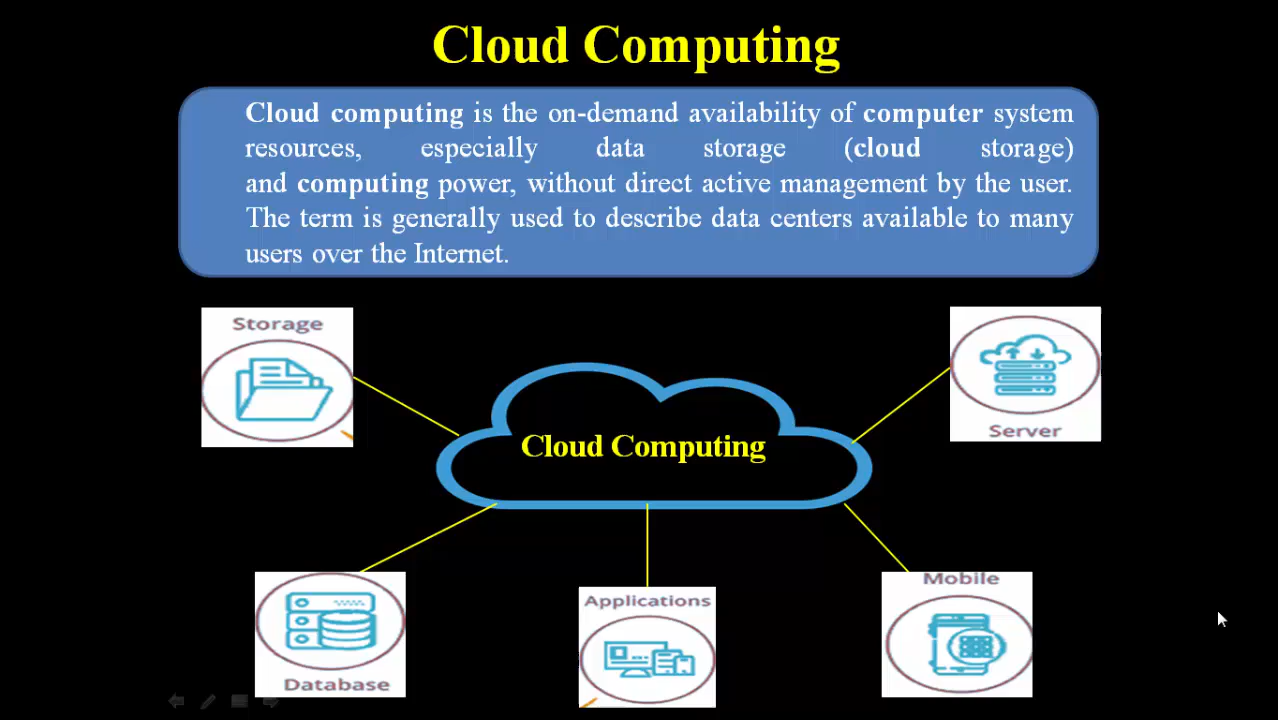 Cloud Computing
Cloud computing is the on-demand availability of computer system
resources, especially data storage (cloud storage)
and computing power, without direct active management by the user.
The term is generally used to describe data centers available to many
users over the Internet.
Storage
Server
Cloud Computing
Database
Applications
Mobile